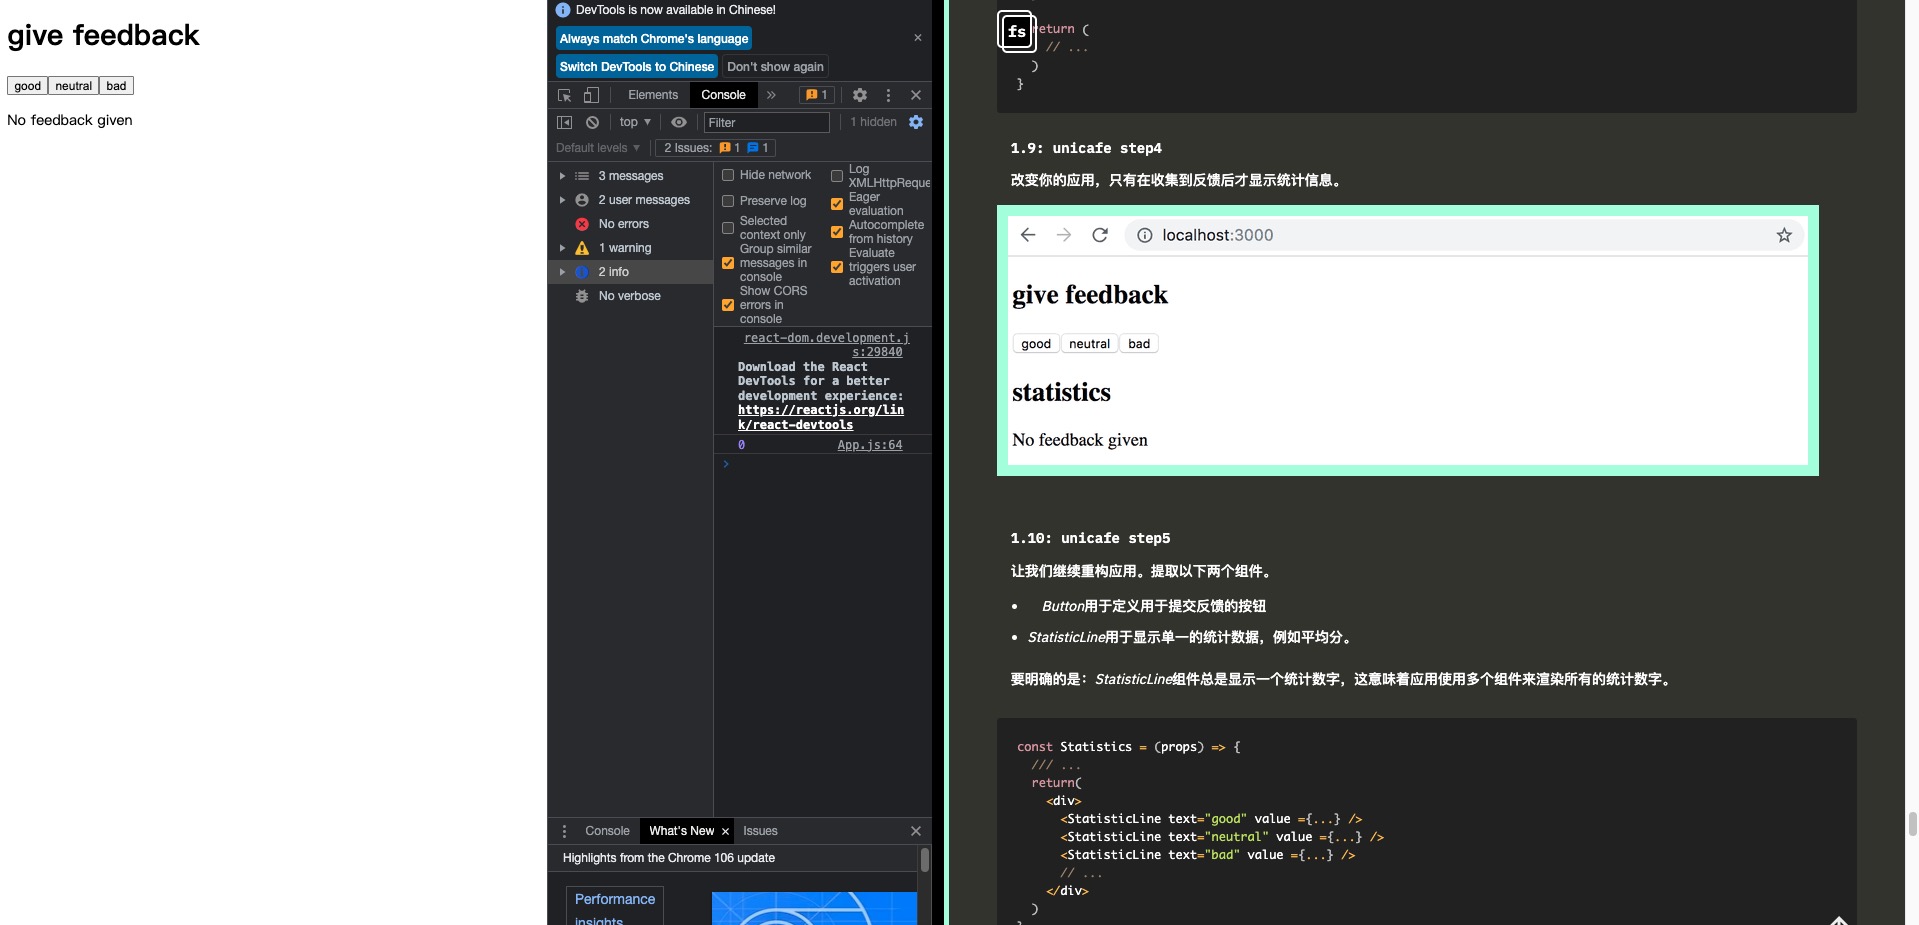 give feedback
good neutral bad
No feedback given
DevTools is now available in Chinese!
Always match Chrome's language
Switch DevTools to Chinese Don't show again
Elements Console » 1
top ▼ Filter 1 hidden
Default levels ▼ 2 Issues: 1 1
3 messages
2 user messages
No errors
1 warning
2 info
No verbose
Hide network
Preserve log
Selected
context only
Group similar
messages in
console
Show CORS
errors in
console
Log
XMLHttpReque
Eager
evaluation
Autocomplete
from history
Evaluate
triggers user
activation
react-dom.development.j
s:29840
Download the React
DevTools for a better
development experience:
https://reactjs.org/lin
k/react-devtools
0 App.js:64
>
Console What's New × Issues
Highlights from the Chrome 106 update
Performance
insights
fs
return (
// ...
)
}
1.9: unicafe step4
改变你的应用，只有在收集到反馈后才显示统计信息。
localhost:3000
give feedback
good neutral bad
statistics
No feedback given
1.10: unicafe step5
让我们继续重构应用。提取以下两个组件。
• Button用于定义用于提交反馈的按钮
• StatisticLine用于显示单一的统计数据，例如平均分。
要明确的是：StatisticLine组件总是显示一个统计数字，这意味着应用使用多个组件来渲染所有的统计数字。
const Statistics = (props) => {
/// ...
return(
<div>
<StatisticLine text="good" value ={...} />
<StatisticLine text="neutral" value ={...} />
<StatisticLine text="bad" value ={...} />
// ...
</div>
)